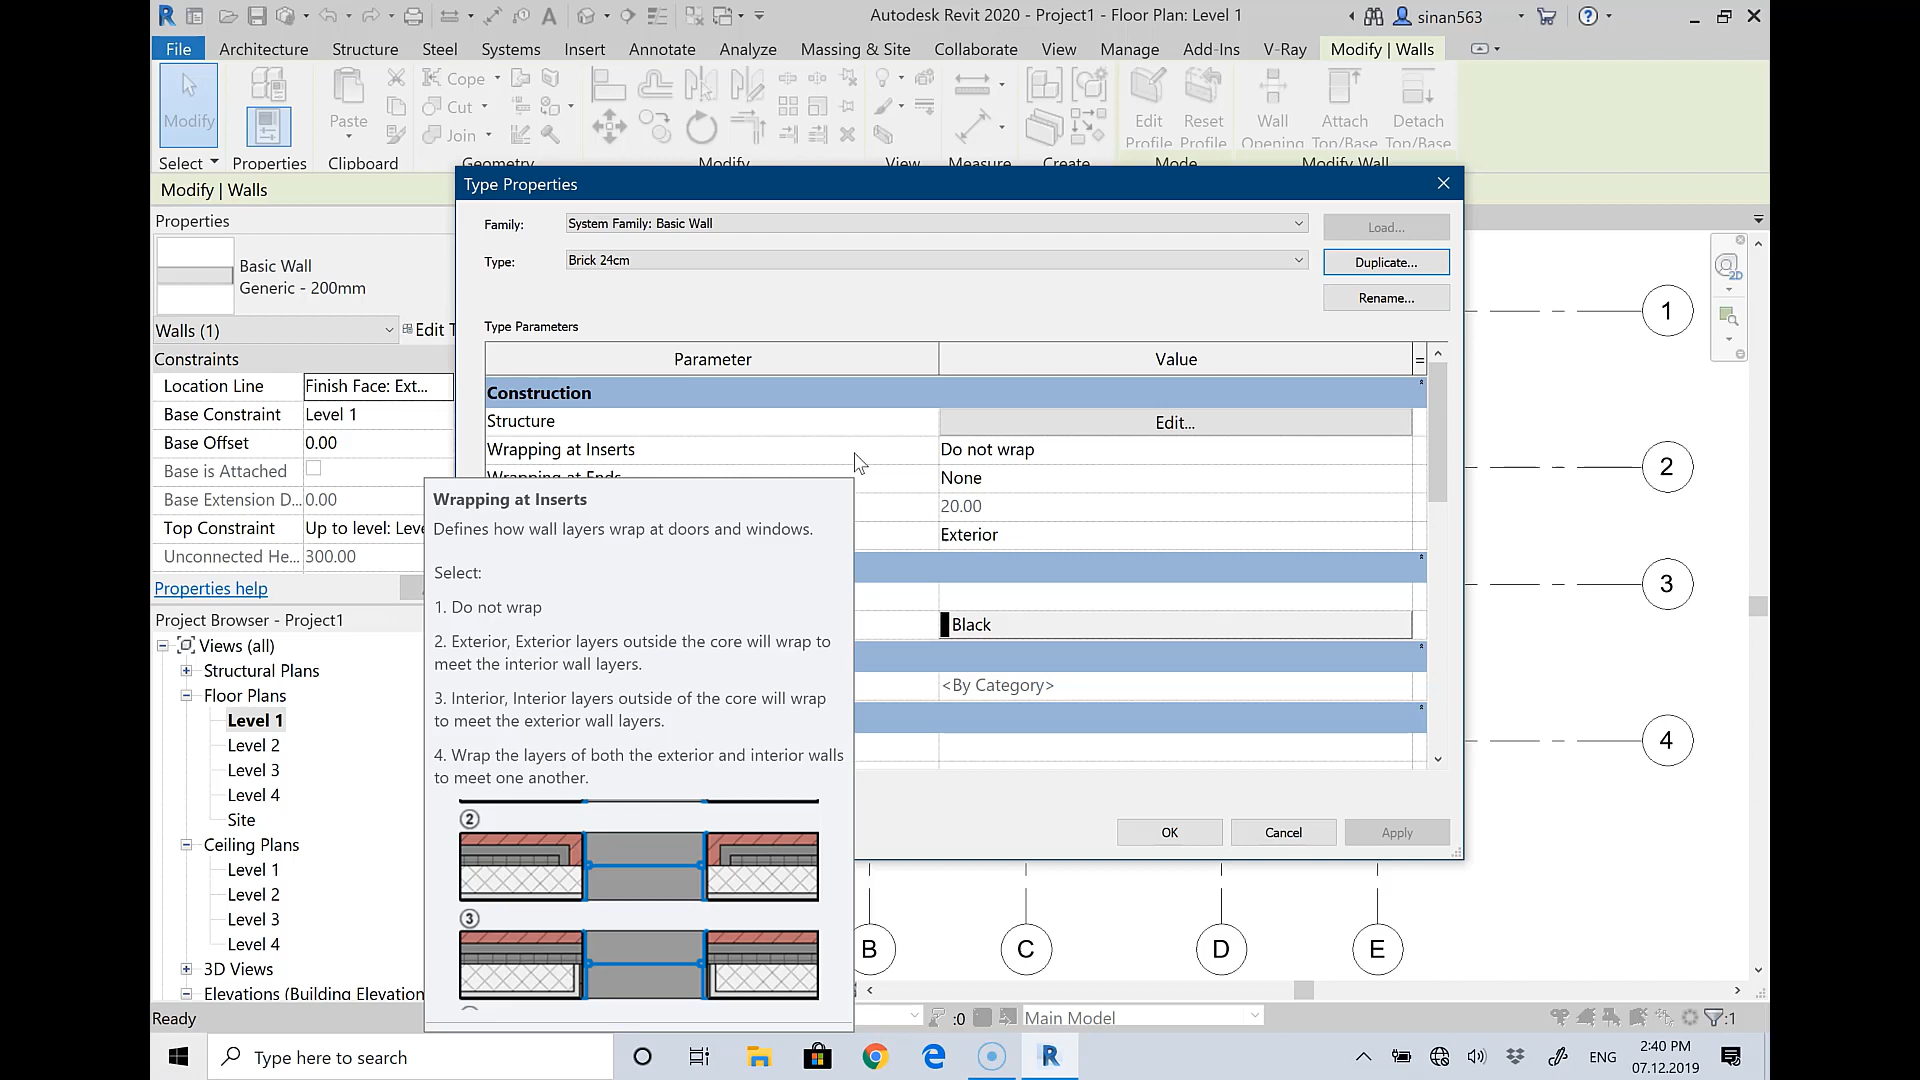 Autodesk Revit 2020 - Project1 - Floor Plan: Level 1
sinan563
File
Architecture
Structure
Steel
Systems
Insert
Annotate
Analyze
Massing & Site
Collaborate
View
Manage
Add-Ins
V-Ray
Modify | Walls
Modify
Paste
Cope
Cut
Join
Edit
Profile
Reset
Profile
Wall
Opening
Attach
Top/Base
Detach
Top/Base
Select
Properties
Clipboard
Geometry
Modify
View
Measure
Create
Mode
Modify Wall
Modify | Walls
Properties
Basic Wall
Generic - 200mm
Walls (1)
Edit T
Constraints
Location Line Finish Face: Ext...
Base Constraint Level 1
Base Offset 0.00
Base is Attached
Base Extension D... 0.00
Top Constraint Up to level: Leve
Unconnected He... 300.00
Properties help
Project Browser - Project1
Views (all)
Structural Plans
Floor Plans
Level 1
Level 2
Level 3
Level 4
Site
Ceiling Plans
Level 1
Level 2
Level 3
Level 4
3D Views
Elevations (Building Elevation
Type Properties
Family: System Family: Basic Wall Load...
Type: Brick 24cm Duplicate...
Rename...
Type Parameters
Parameter Value =
Construction
Structure Edit...
Wrapping at Inserts Do not wrap
Wrapping at Ends None
20.00
Exterior
Black
<By Category>
OK Cancel Apply
Wrapping at Inserts
Defines how wall layers wrap at doors and windows.
Select:
1. Do not wrap
2. Exterior, Exterior layers outside the core will wrap to
meet the interior wall layers.
3. Interior, Interior layers outside of the core will wrap
to meet the exterior wall layers.
4. Wrap the layers of both the exterior and interior walls
to meet one another.
2
3
1
2
3
4
B
C
D
E
2D
Ready
:0
Main Model
:1
Type here to search
ENG
2:40 PM
07.12.2019